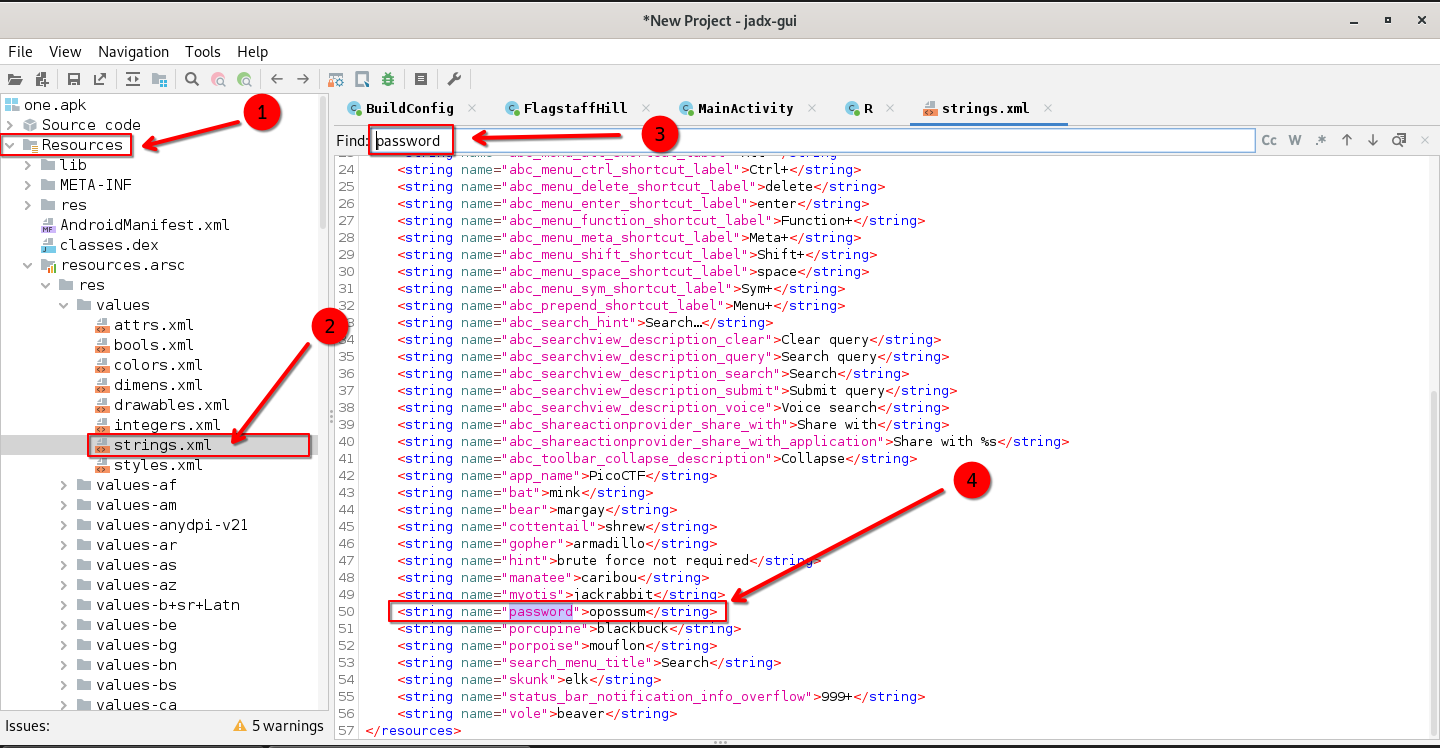 *New Project - jadx-gui
File View Navigation Tools Help
one.apk
Source code
Resources
lib
META-INF
res
AndroidManifest.xml
classes.dex
resources.arsc
res
values
attrs.xml
bools.xml
colors.xml
dimens.xml
drawables.xml
integers.xml
strings.xml
styles.xml
values-af
values-am
values-anydpi-v21
values-ar
values-as
values-az
values-b+sr+Latn
values-be
values-bg
values-bn
values-bs
values-ca
Issues: 5 warnings
1
2
3
4
BuildConfig FlagstaffHill MainActivity R strings.xml
Find: password Cc W .*
24 <string name="abc_menu_ctrl_shortcut_label">Ctrl+</string>
25 <string name="abc_menu_delete_shortcut_label">delete</string>
26 <string name="abc_menu_enter_shortcut_label">enter</string>
27 <string name="abc_menu_function_shortcut_label">Function+</string>
28 <string name="abc_menu_meta_shortcut_label">Meta+</string>
29 <string name="abc_menu_shift_shortcut_label">Shift+</string>
30 <string name="abc_menu_space_shortcut_label">space</string>
31 <string name="abc_menu_sym_shortcut_label">Sym+</string>
32 <string name="abc_prepend_shortcut_label">Menu+</string>
3 <string name="abc_search_hint">Search…</string>
34 <string name="abc_searchview_description_clear">Clear query</string>
35 <string name="abc_searchview_description_query">Search query</string>
36 <string name="abc_searchview_description_search">Search</string>
37 <string name="abc_searchview_description_submit">Submit query</string>
38 <string name="abc_searchview_description_voice">Voice search</string>
39 <string name="abc_shareactionprovider_share_with">Share with</string>
40 <string name="abc_shareactionprovider_share_with_application">Share with %s</string>
41 <string name="abc_toolbar_collapse_description">Collapse</string>
42 <string name="app_name">PicoCTF</string>
43 <string name="bat">mink</string>
44 <string name="bear">margay</string>
45 <string name="cottentail">shrew</string>
46 <string name="gopher">armadillo</string>
47 <string name="hint">brute force not required</string>
48 <string name="manatee">caribou</string>
49 <string name="myotis">jackrabbit</string>
50 <string name="password">opossum</string>
51 <string name="porcupine">blackbuck</string>
52 <string name="porpoise">mouflon</string>
53 <string name="search_menu_title">Search</string>
54 <string name="skunk">elk</string>
55 <string name="status_bar_notification_info_overflow">999+</string>
56 <string name="vole">beaver</string>
57 </resources>